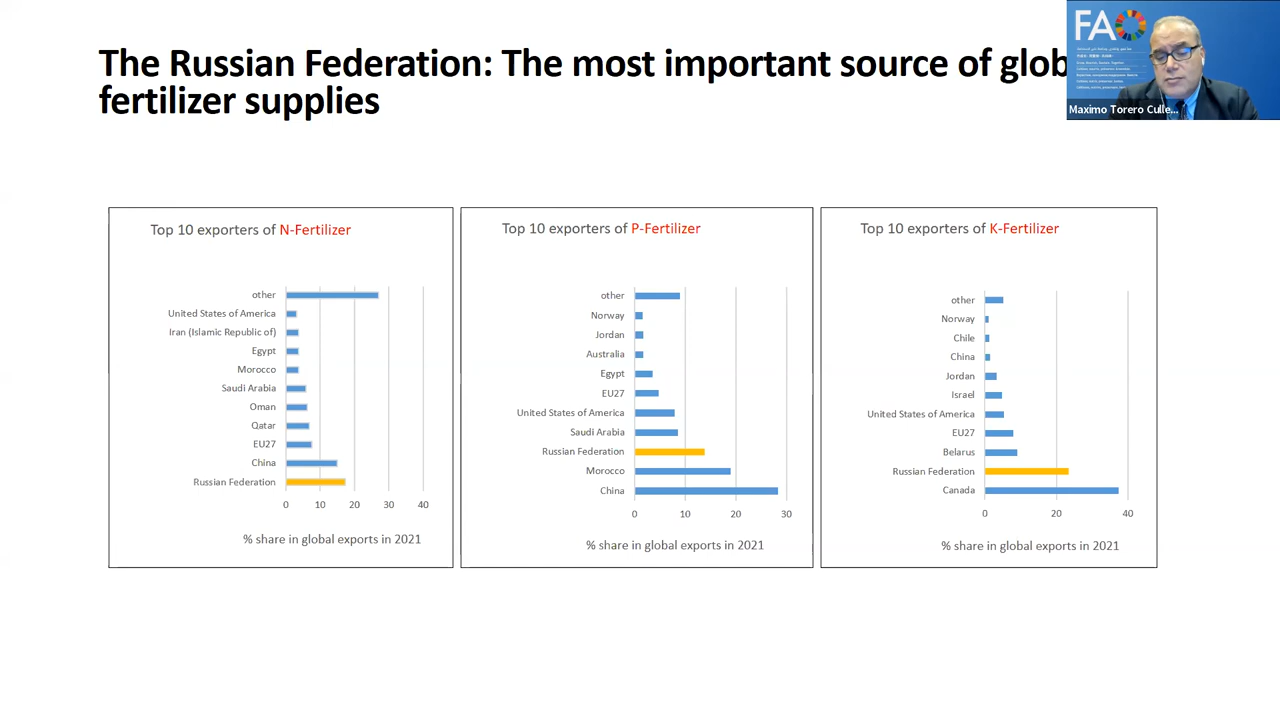 The Russian Federation: The most important source of glob
fertilizer supplies
FAO
Maximo Torero Culle...
Top 10 exporters of N-Fertilizer
other
United States of America
Iran (Islamic Republic of)
Egypt
Morocco
Saudi Arabia
Oman
Qatar
EU27
China
Russian Federation
0 10 20 30 40
% share in global exports in 2021
Top 10 exporters of P-Fertilizer
other
Norway
Jordan
Australia
Egypt
EU27
United States of America
Saudi Arabia
Russian Federation
Morocco
China
0 10 20 30
% share in global exports in 2021
Top 10 exporters of K-Fertilizer
other
Norway
Chile
China
Jordan
Israel
United States of America
EU27
Belarus
Russian Federation
Canada
0 20 40
% share in global exports in 2021